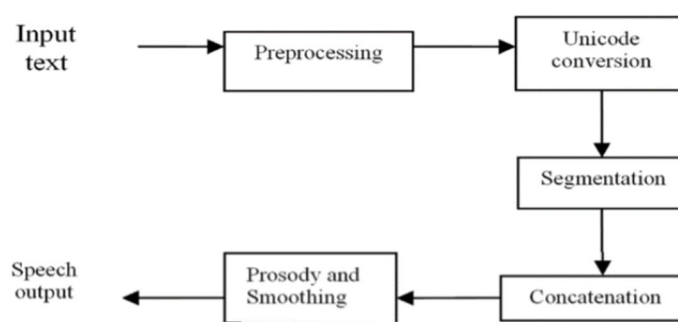 Input
text
Preprocessing
Unicode
conversion
Segmentation
Concatenation
Prosody and
Smoothing
Speech
output